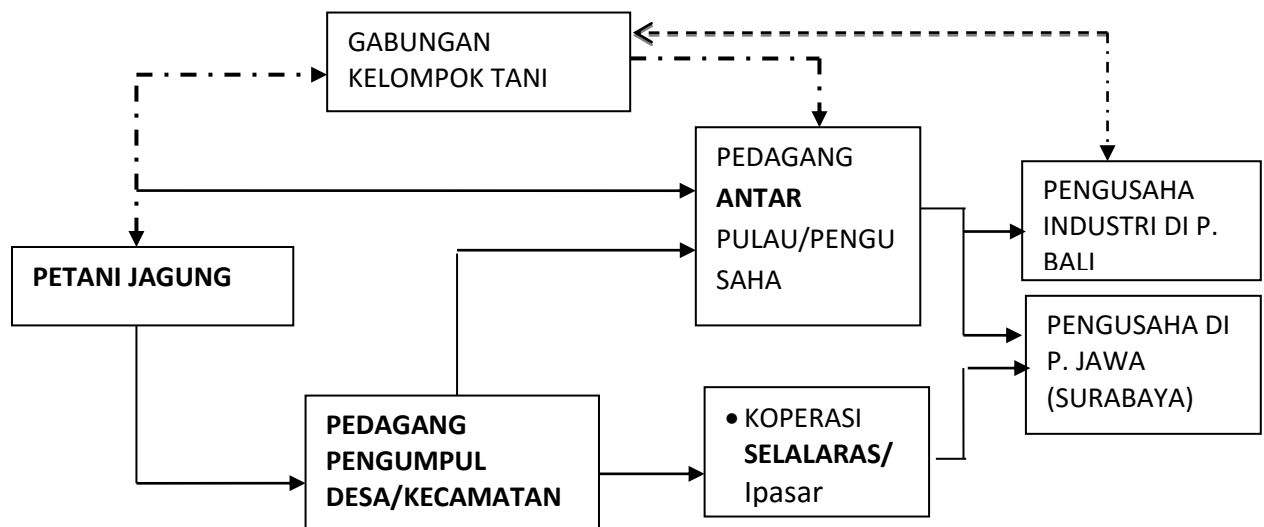 GABUNGAN
KELOMPOK TANI
PEDAGANG
ANTAR
PULAU/PENGU
SAHA
PENGUSAHA
INDUSTRI DI P.
BALI
PETANI JAGUNG
PENGUSAHA DI
P. JAWA
(SURABAYA)
PEDAGANG
PENGUMPUL
DESA/KECAMATAN
• KOPERASI
SELALARAS/
Ipasar